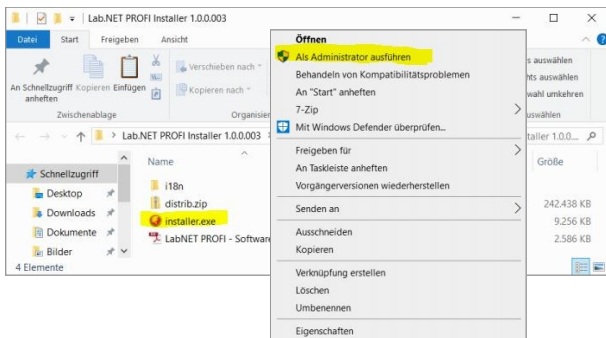 Lab.NET PROFI Installer 1.0.0.003
Datei Start Freigeben Ansicht
An Schnellzugriff anheften
Kopieren
Einfügen
Verschieben nach
Kopieren nach
Zwischenablage
Organisier
s auswählen
hts auswählen
wahl umkehren
uswählen
Lab.NET PROFI Installer 1.0.0.003
taller 1.0.0...
Schnellzugriff
Desktop
Downloads
Dokumente
Bilder
4 Elemente
Name
i18n
distrib.zip
installer.exe
LabNET PROFI - Software
Größe
242.438 KB
9.256 KB
2.586 KB
Öffnen
Als Administrator ausführen
Behandeln von Kompatibilitätsproblemen
An "Start" anheften
7-Zip
Mit Windows Defender überprüfen...
Freigeben für
An Taskleiste anheften
Vorgängerversionen wiederherstellen
Senden an
Ausschneiden
Kopieren
Verknüpfung erstellen
Löschen
Umbenennen
Eigenschaften